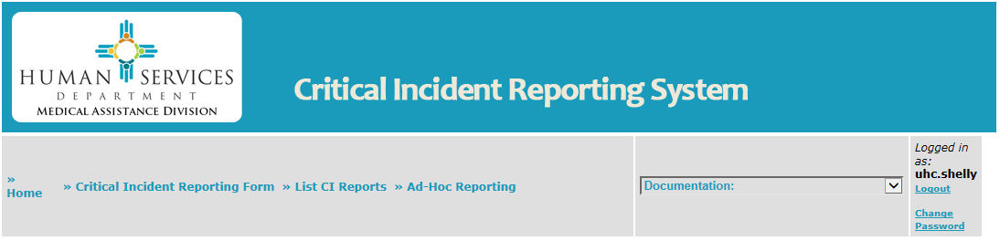 HUMAN SERVICES
DEPARTMENT
MEDICAL ASSISTANCE DIVISION
Critical Incident Reporting System
»
Home
» Critical Incident Reporting Form » List CI Reports » Ad-Hoc Reporting
Documentation:
Logged in
as:
uhc.shelly
Logout
Change
Password